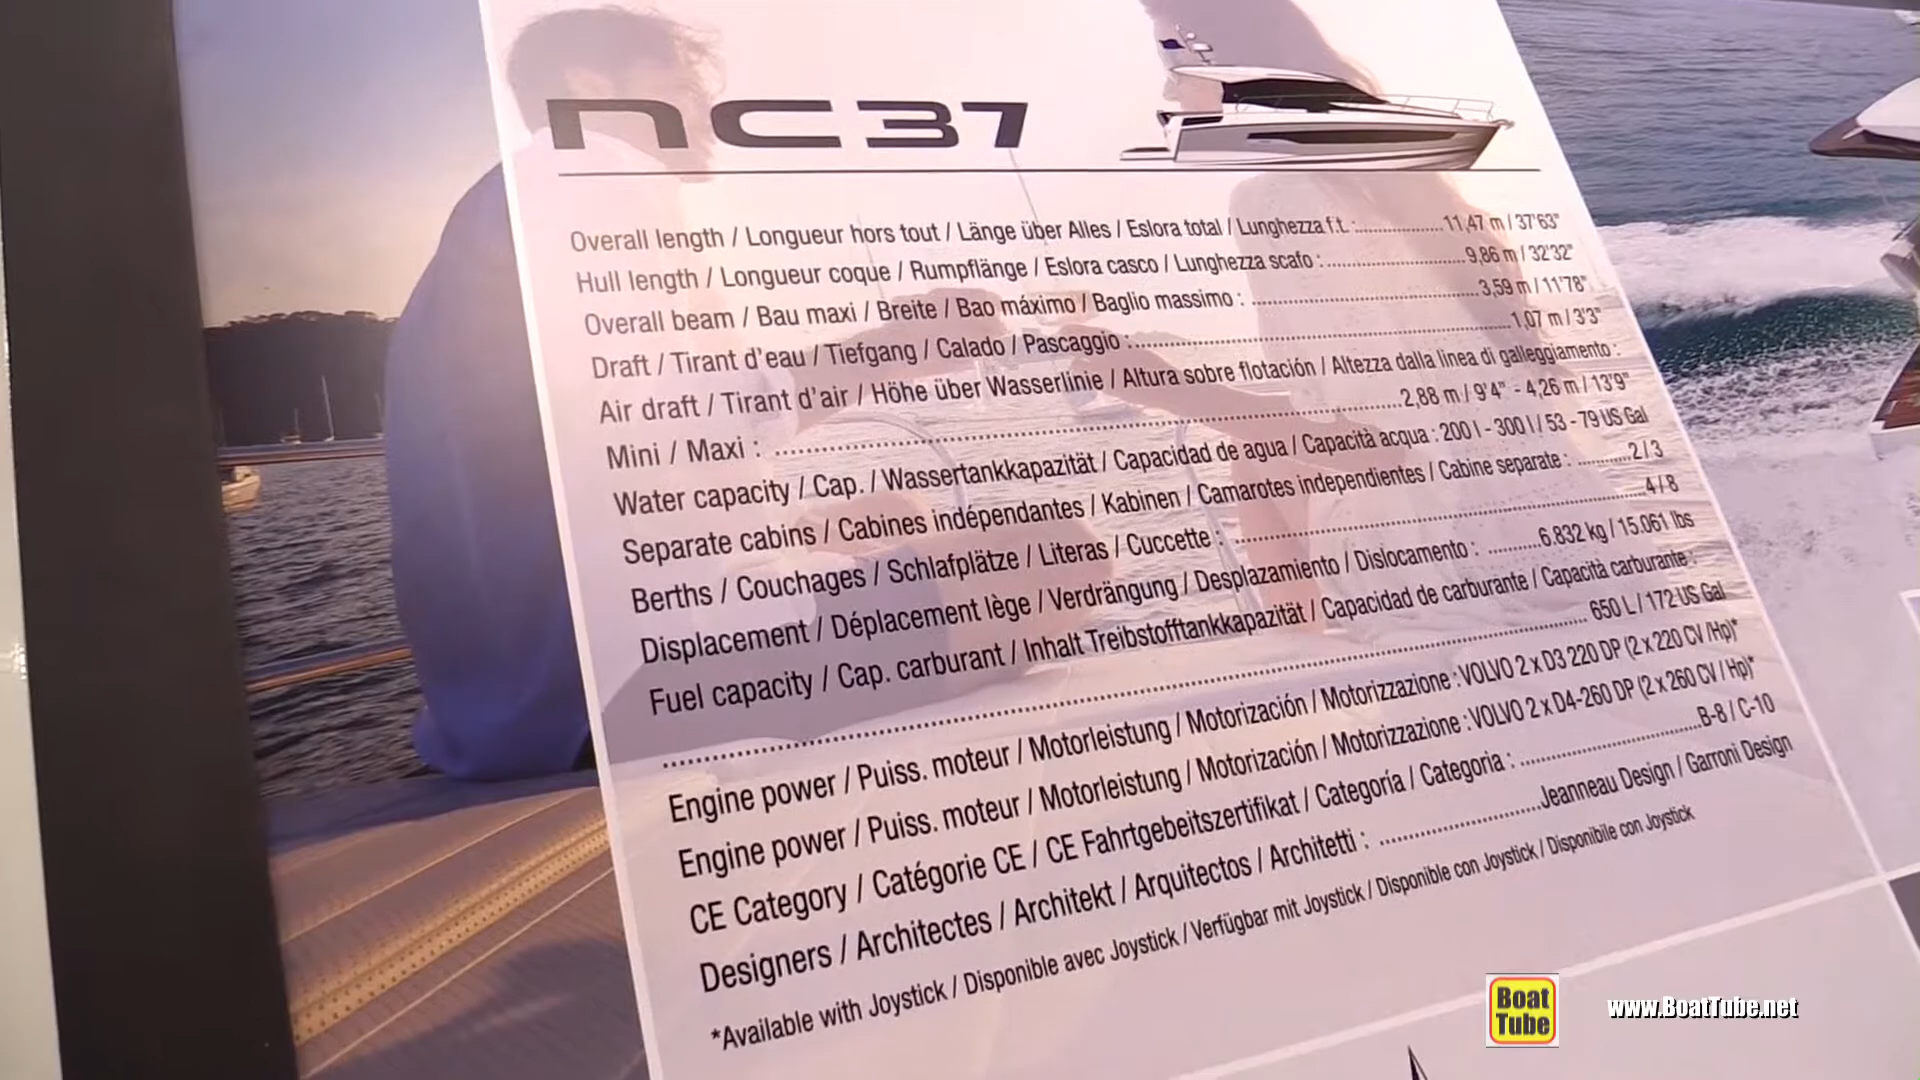 NC37
Overall length / Longueur hors tout / Länge über Alles / Eslora total / Lunghezza f.t. :..................11,47 m / 37'63"
Hull length / Longueur coque / Rumpflänge / Eslora casco / Lunghezza scafo :............................9,86 m / 32'32"
Overall beam / Bau maxi / Breite / Bao máximo / Baglio massimo : ..............................................3,59 m / 11'78"
Draft / Tirant d'eau / Tiefgang / Calado / Pascaggio :..............................................................................1,07 m / 3'3"
Air draft / Tirant d'air / Höhe über Wasserlinie / Altura sobre flotación / Altezza dalla linea di galleggiamento :
Mini / Maxi : ..................................................................................................2,88 m / 9'4" - 4,26 m / 13'9"
Water capacity / Cap. / Wassertankkapazität / Capacidad de agua / Capacità acqua : 200 l - 300 l / 53 - 79 US Gal
Separate cabins / Cabines indépendantes / Kabinen / Camarotes independientes / Cabine separate : ...........2 / 3
Berths / Couchages / Schlafplätze / Literas / Cuccette : .....................................................................................4 / 8
Displacement / Déplacement lège / Verdrängung / Desplazamiento / Dislocamento : ..........6.832 kg / 15.061 lbs
Fuel capacity / Cap. carburant / Inhalt Treibstofftankkapazität / Capacidad de carburante / Capacità carburante :
.................................................................................................................................... 650 L / 172 US Gal
Engine power / Puiss. moteur / Motorleistung / Motorización / Motorizzazione : VOLVO 2 x D3 220 DP (2 x 220 CV /Hp)*
Engine power / Puiss. moteur / Motorleistung / Motorización / Motorizzazione : VOLVO 2 x D4-260 DP (2 x 260 CV / Hp)*
CE Category / Catégorie CE / CE Fahrtgebeitszertifikat / Categoría / Categoria : ....................................B-8 / C-10
Designers / Architectes / Architekt / Arquitectos / Architetti : ................................Jeanneau Design / Garroni Design
*Available with Joystick / Disponible avec Joystick / Verfügbar mit Joystick / Disponible con Joystick / Disponibile con Joystick
Boat
Tube
www.BoatTube.net